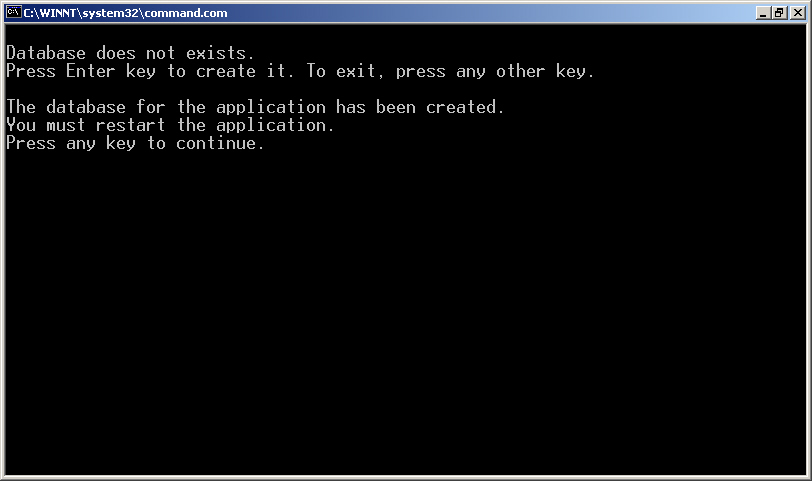 C:\WINNT\system32\command.com
Database does not exists.
Press Enter key to create it. To exit, press any other key.
The database for the application has been created.
You must restart the application.
Press any key to continue.